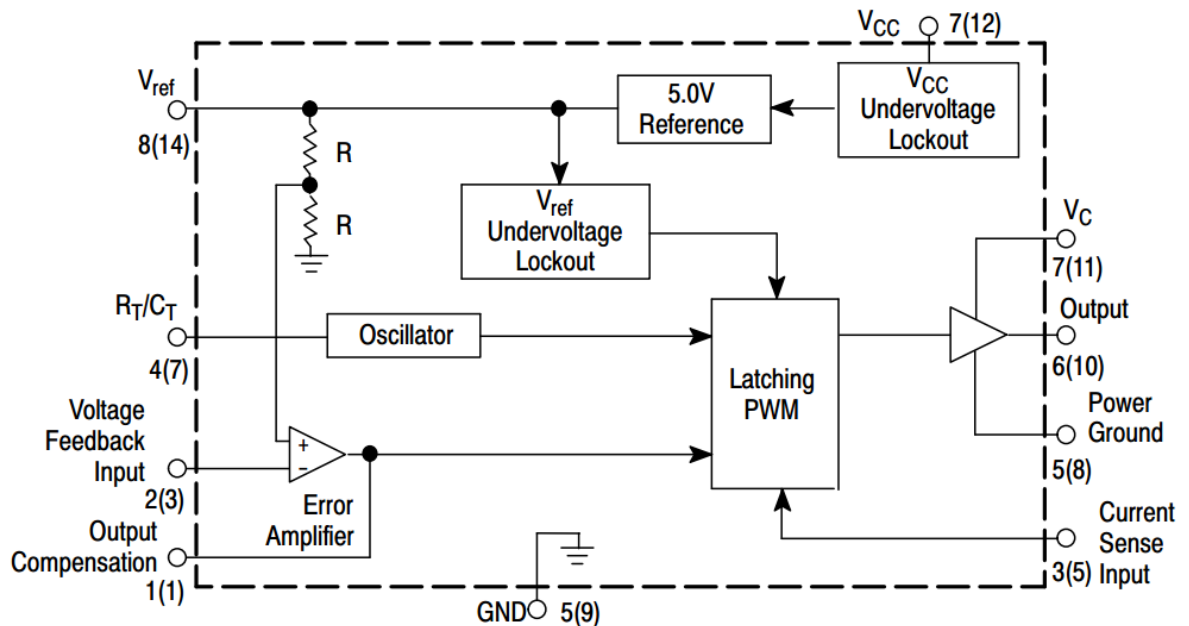 VCC 7(12)
Vref
8(14)
R
R
5.0V
Reference
VCC
Undervoltage
Lockout
Vref
Undervoltage
Lockout
VC
7(11)
RT/CT
4(7)
Oscillator
Latching
PWM
Output
6(10)
Voltage
Feedback
Input
2(3)
+
−
Error
Amplifier
Power
Ground
5(8)
Output
Compensation
1(1)
GND 5(9)
Current
Sense
Input
3(5)